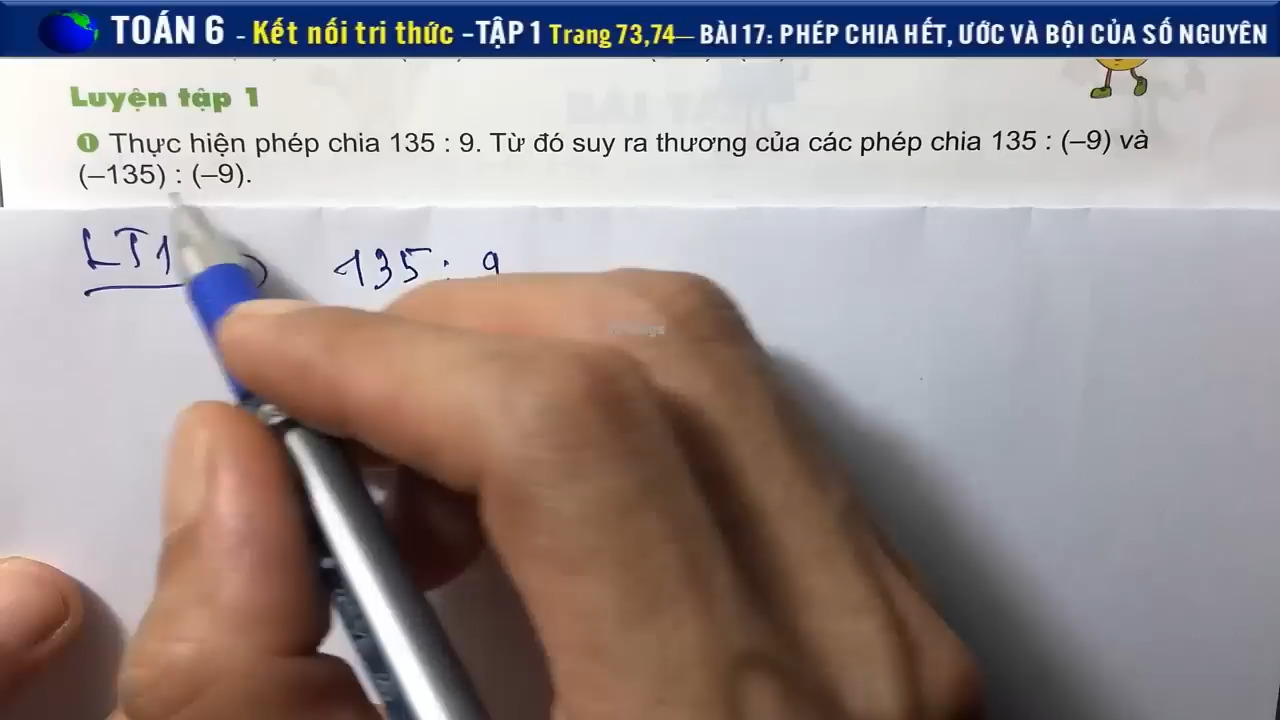 TOÁN 6 - Kết nối tri thức -TẬP 1 Trang 73,74— BÀI 17: PHÉP CHIA HẾT, ƯỚC VÀ BỘI CỦA SỐ NGUYÊN
Luyện tập 1
1 Thực hiện phép chia 135 : 9. Từ đó suy ra thương của các phép chia 135 : (–9) và
(–135) : (–9).
LT1 135 : 9